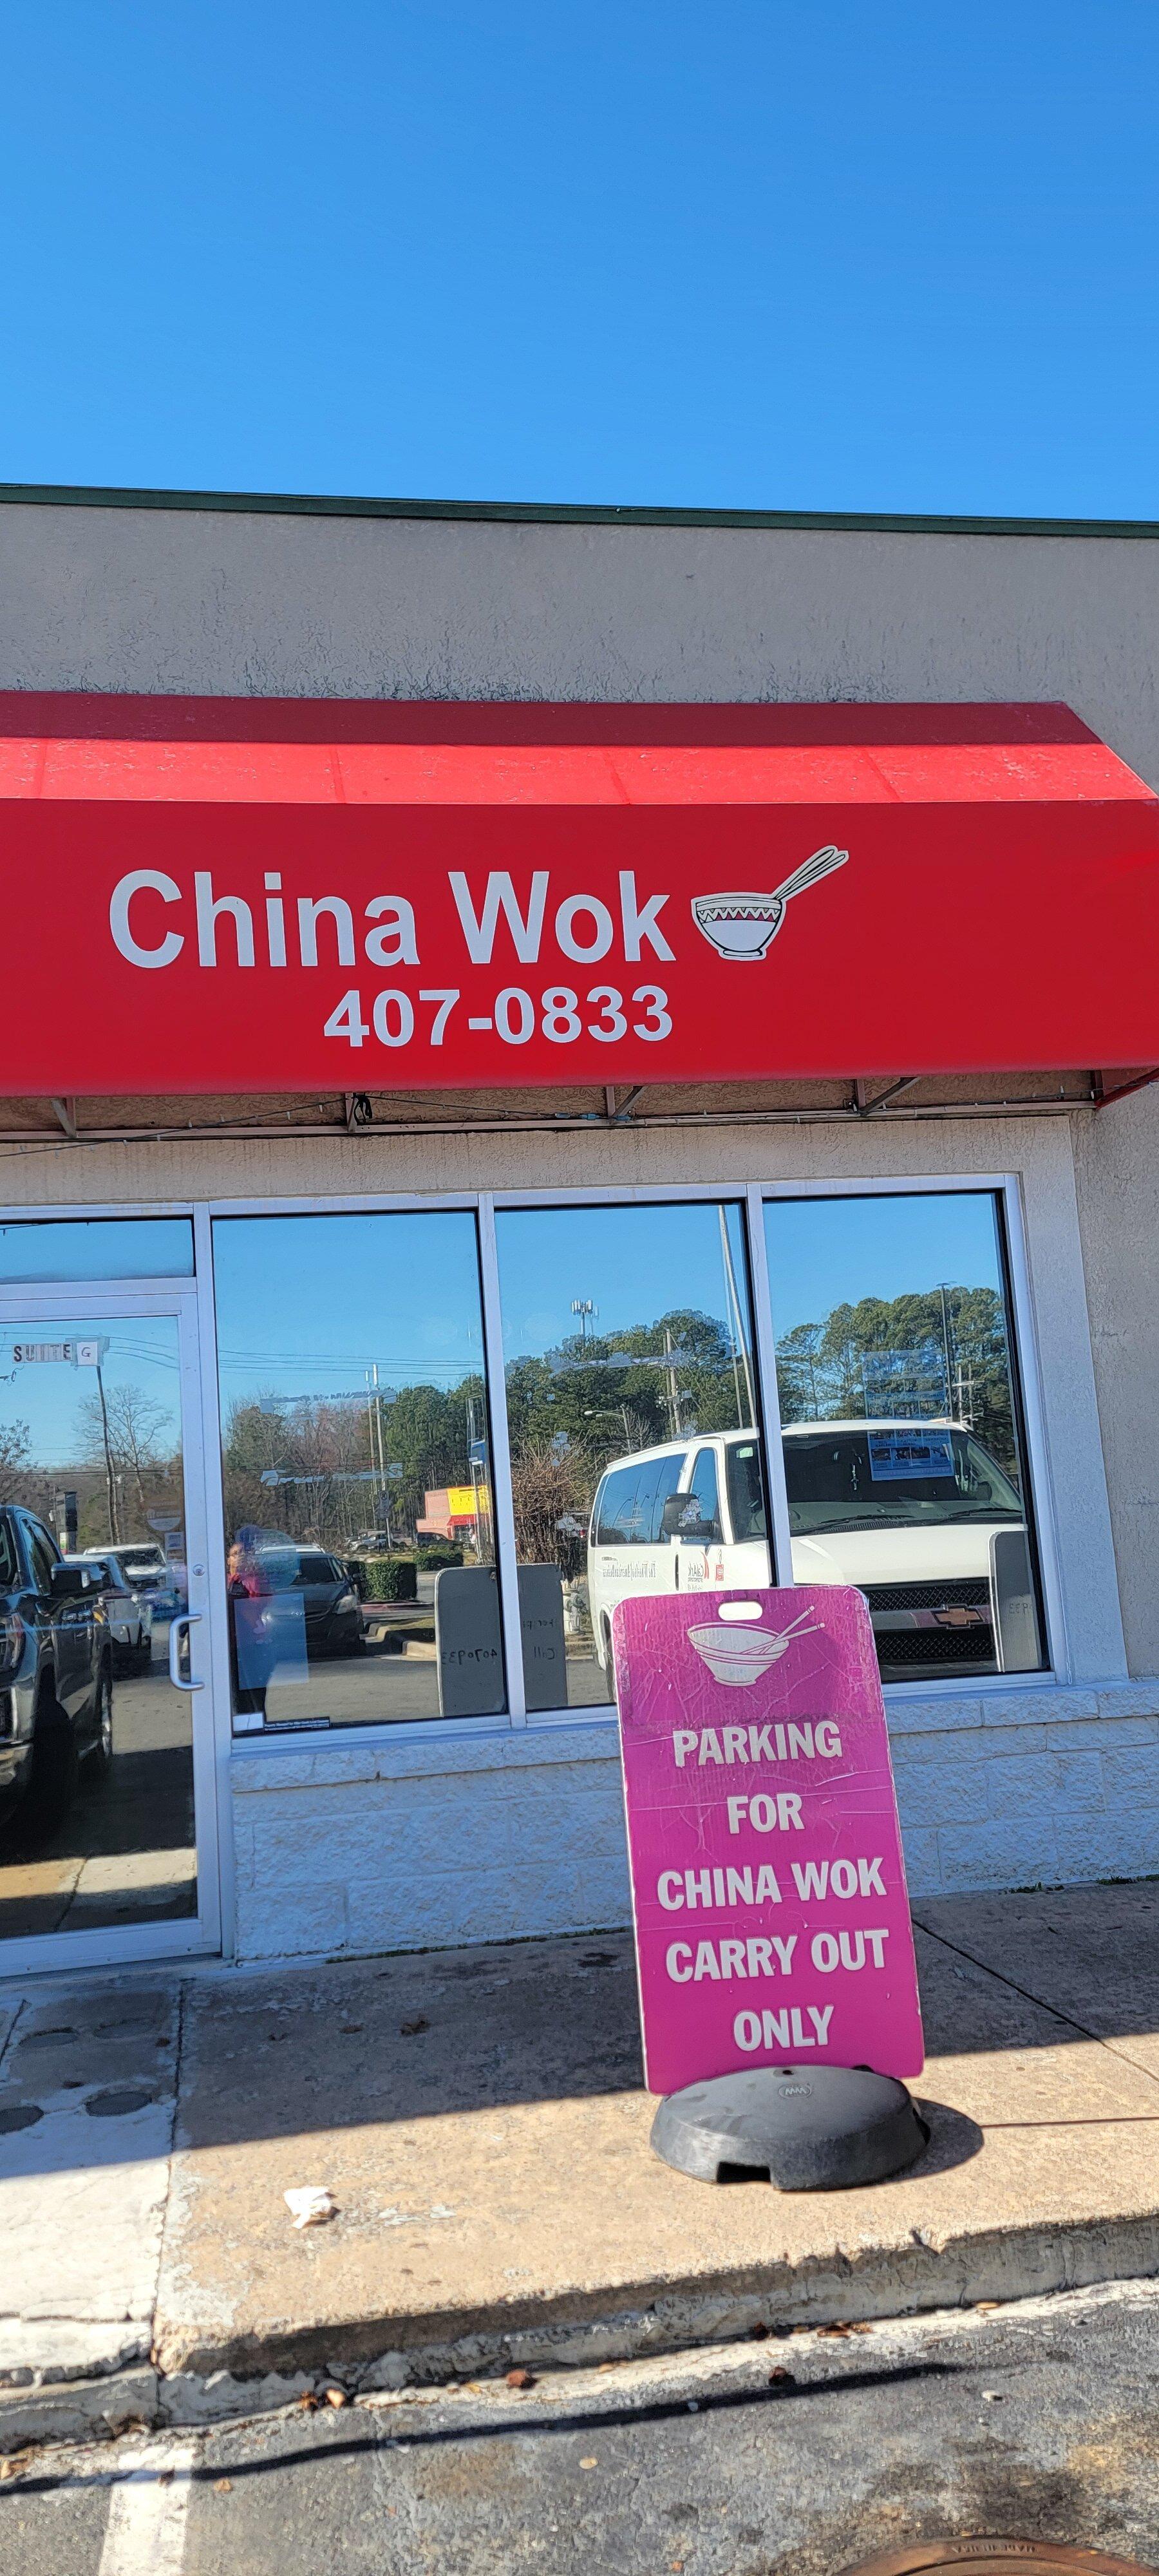 China Wok
407-0833
SUITE G
PARKING
FOR
CHINA WOK
CARRY OUT
ONLY